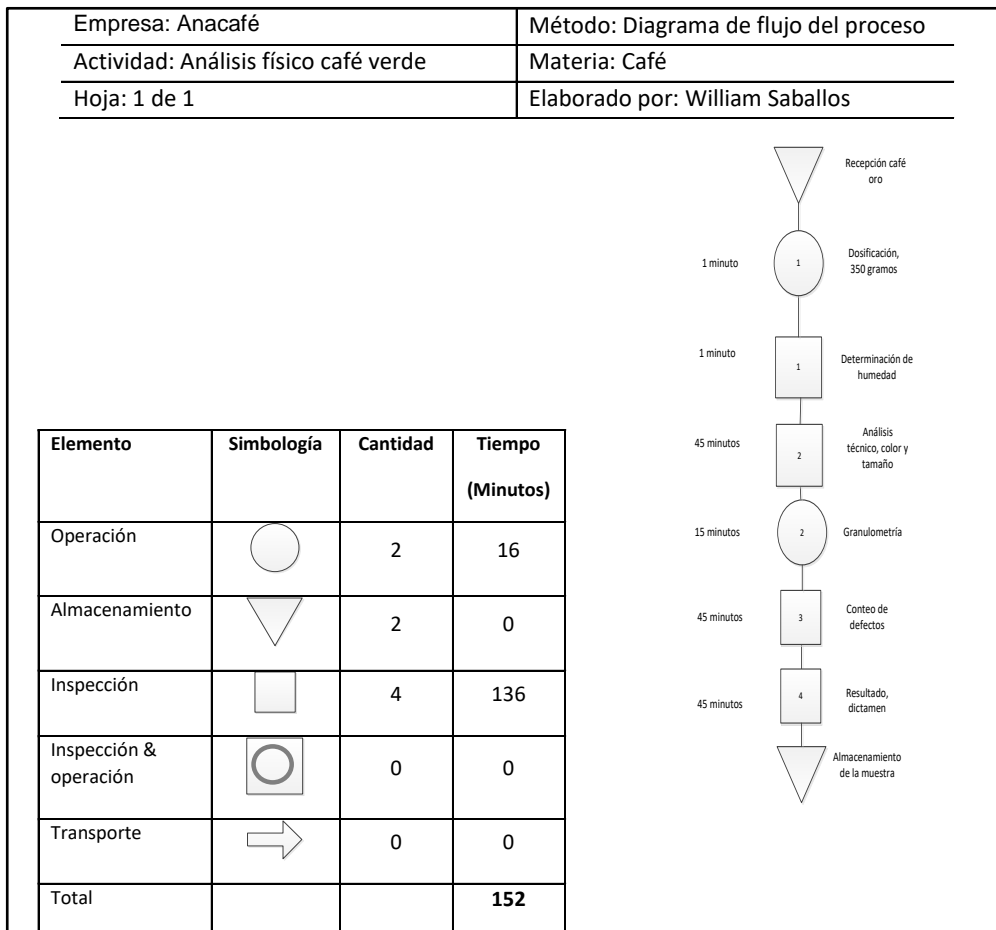 Empresa: Anacafé
Método: Diagrama de flujo del proceso
Actividad: Análisis físico café verde
Materia: Café
Hoja: 1 de 1
Elaborado por: William Saballos
Recepción café
oro
1 minuto
1
Dosificación,
350 gramos
1 minuto
1
Determinación de
humedad
45 minutos
2
Análisis
técnico, color y
tamaño
15 minutos
2
Granulometría
45 minutos
3
Conteo de
defectos
45 minutos
4
Resultado,
dictamen
Almacenamiento
de la muestra
Elemento
Simbología
Cantidad
Tiempo
(Minutos)
Operación
2
16
Almacenamiento
2
0
Inspección
4
136
Inspección &
operación
0
0
Transporte
0
0
Total
152